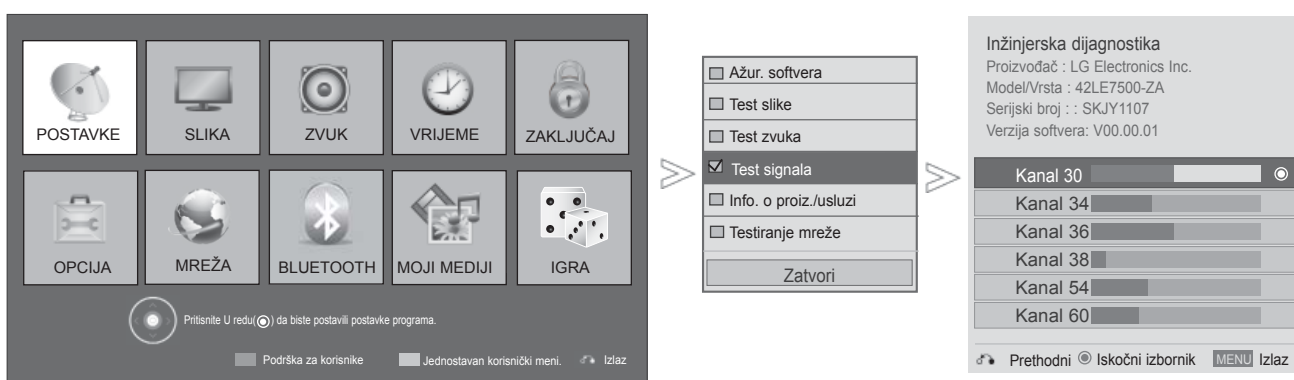 POSTAVKE
SLIKA
ZVUK
VRIJEME
ZAKLJUČAJ
OPCIJA
MREŽA
BLUETOOTH
MOJI MEDIJI
IGRA
Pritisnite U redu(◉) da biste postavili postavke programa.
Podrška za korisnike
Jednostavan korisnički meni.
Izlaz
Ažur. softvera
Test slike
Test zvuka
Test signala
Info. o proiz./usluzi
Testiranje mreže
Zatvori
Inžinjerska dijagnostika
Proizvođač : LG Electronics Inc.
Model/Vrsta : 42LE7500-ZA
Serijski broj : : SKJY1107
Verzija softvera: V00.00.01
Kanal 30
Kanal 34
Kanal 36
Kanal 38
Kanal 54
Kanal 60
Prethodni ◉ Iskočni izbornik MENU Izlaz